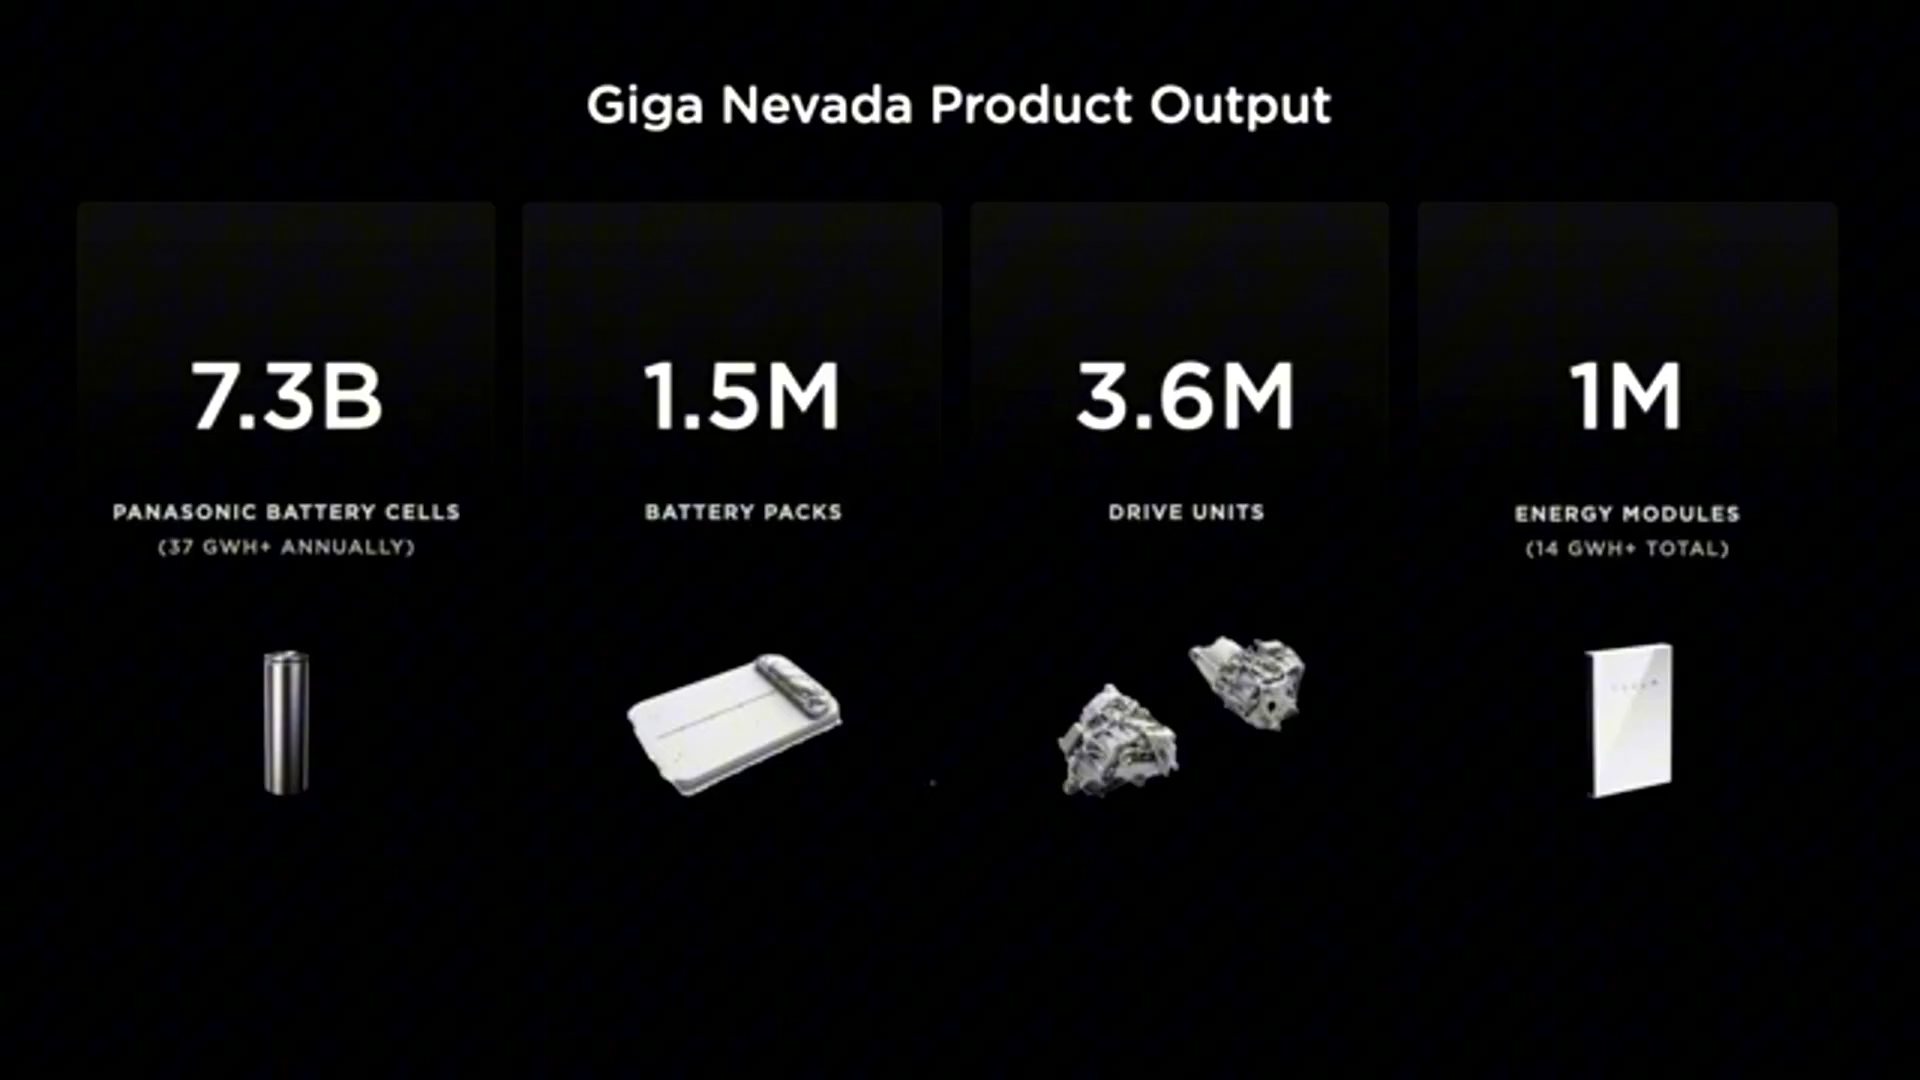 Giga Nevada Product Output
7.3B
PANASONIC BATTERY CELLS
(37 GWH+ ANNUALLY)
1.5M
BATTERY PACKS
3.6M
DRIVE UNITS
1M
ENERGY MODULES
(14 GWH+ TOTAL)